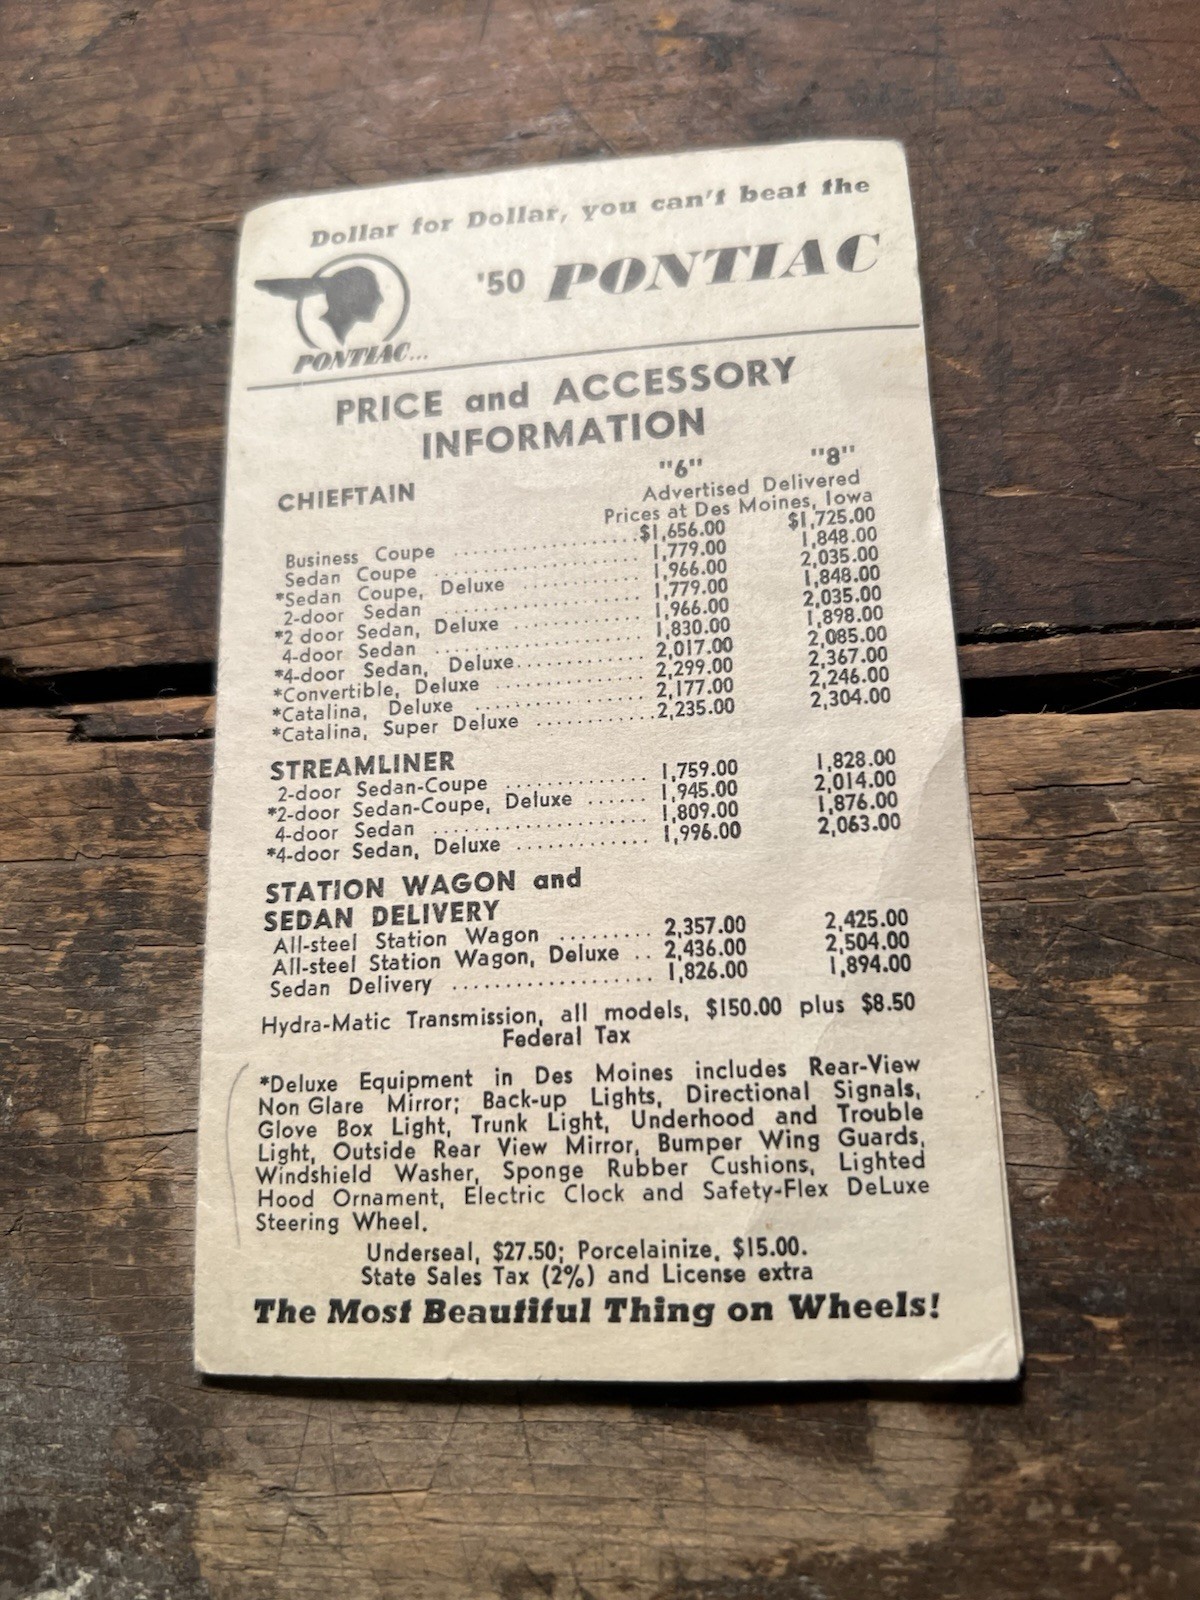 Dollar for Dollar, you can't beat the
'50 PONTIAC
PONTIAC...
PRICE and ACCESSORY
INFORMATION
"6" "8"
CHIEFTAIN Advertised Delivered
Prices at Des Moines, Iowa
Business Coupe ........................ $1,656.00 $1,725.00
Sedan Coupe ........................ 1,779.00 1,848.00
*Sedan Coupe, Deluxe ............. 1,966.00 2,035.00
2-door Sedan ........................ 1,779.00 1,848.00
*2 door Sedan, Deluxe ............. 1,966.00 2,035.00
4-door Sedan ........................ 1,830.00 1,898.00
*4-door Sedan, Deluxe ............. 2,017.00 2,085.00
*Convertible, Deluxe ............... 2,299.00 2,367.00
*Catalina, Deluxe .................. 2,177.00 2,246.00
*Catalina, Super Deluxe ............ 2,235.00 2,304.00
STREAMLINER
2-door Sedan-Coupe ............... 1,759.00 1,828.00
*2-door Sedan-Coupe, Deluxe ...... 1,945.00 2,014.00
4-door Sedan ...................... 1,809.00 1,876.00
*4-door Sedan, Deluxe ............. 1,996.00 2,063.00
STATION WAGON and
SEDAN DELIVERY
All-steel Station Wagon ......... 2,357.00 2,425.00
All-steel Station Wagon, Deluxe .. 2,436.00 2,504.00
Sedan Delivery .................... 1,826.00 1,894.00
Hydra-Matic Transmission, all models, $150.00 plus $8.50
Federal Tax
*Deluxe Equipment in Des Moines includes Rear-View
Non Glare Mirror; Back-up Lights, Directional Signals,
Glove Box Light, Trunk Light, Underhood and Trouble
Light, Outside Rear View Mirror, Bumper Wing Guards,
Windshield Washer, Sponge Rubber Cushions, Lighted
Hood Ornament, Electric Clock and Safety-Flex DeLuxe
Steering Wheel.
Underseal, $27.50; Porcelainize, $15.00.
State Sales Tax (2%) and License extra
The Most Beautiful Thing on Wheels!